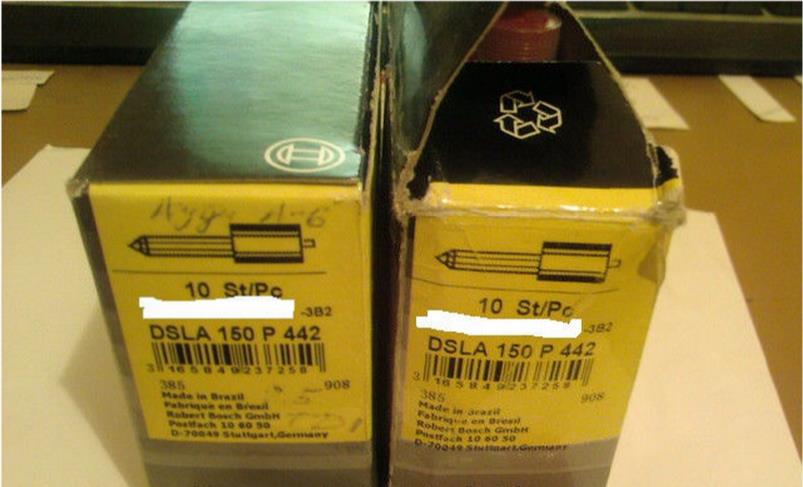 10 St/Pc
-3B2
DSLA 150 P 442
3 165849 237258
385
908
Made in Brazil
Fabrique en Bresil
Robert Bosch GmbH
Postfach 10 60 50
D-70049 Stuttgart,Germany
10 St/Pc
-3B2
DSLA 150 P 442
3 165849 237258
385
908
Made in Brazil
Fabrique en Bresil
Robert Bosch GmbH
Postfach 10 60 50
D-70049 Stuttgart,Germany